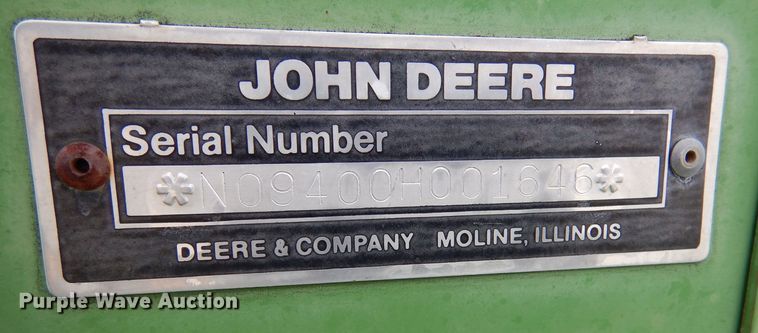 JOHN DEERE
Serial Number
*N09400H001646*
DEERE & COMPANY MOLINE, ILLINOIS
Purple Wave Auction